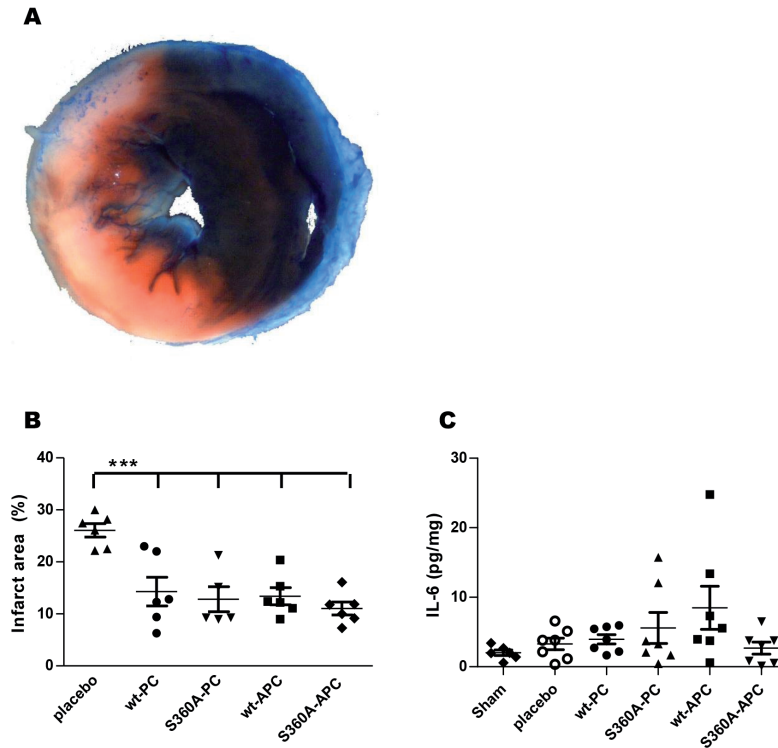 A
B
C
40
30
20
10
0
Infarct area (%)
***
placebo
wt-PC
S360A-PC
wt-APC
S360A-APC
30
20
10
0
IL-6 (pg/mg)
Sham
placebo
wt-PC
S360A-PC
wt-APC
S360A-APC